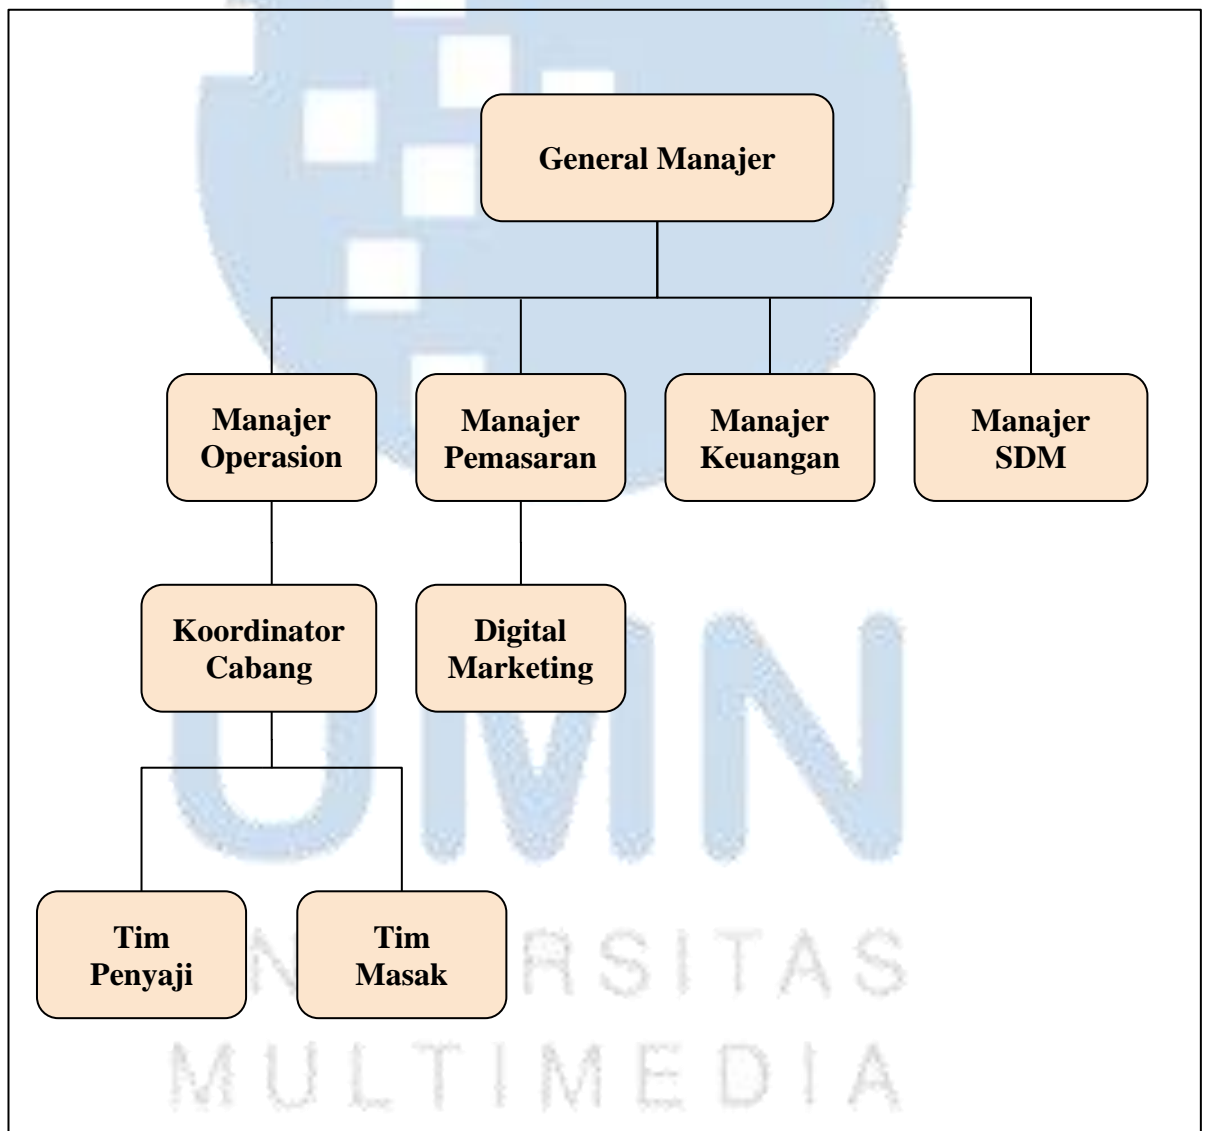 General Manajer
Manajer
Operasion
Manajer
Pemasaran
Manajer
Keuangan
Manajer
SDM
Koordinator
Cabang
Digital
Marketing
Tim
Penyaji
Tim
Masak
UMN
UNIVERSITAS
MULTIMEDIA